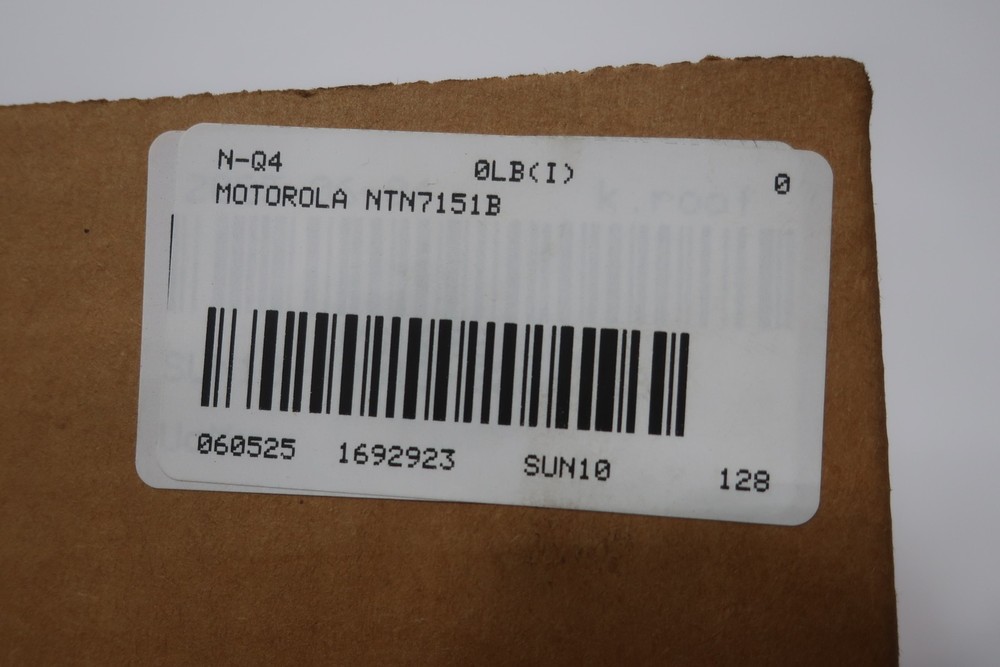 N-Q4 0LB(I) 0
MOTOROLA NTN7151B
060525 1692923 SUN10 128